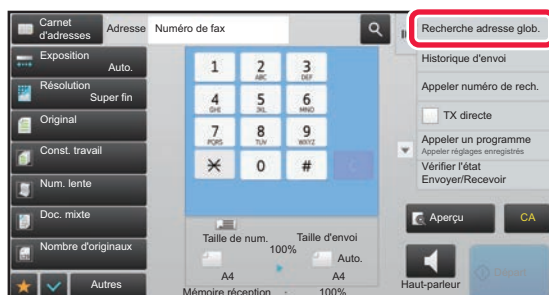 Carnet
d'adresses
Adresse
Numéro de fax
Recherche adresse glob.
Exposition
Auto.
Résolution
Super fin
Original
Const. travail
Num. lente
Doc. mixte
Nombre d'originaux
Autres
1
2
ABC
3
DEF
4
GHI
5
JKL
6
MNO
7
PQRS
8
TUV
9
WXYZ
0
#
Taille de num.
100%
Taille d'envoi
Auto.
A4
A4
Mémoire réception : 100%
Historique d'envoi
Appeler numéro de rech.
TX directe
Appeler un programme
Appeler réglages enregistrés
Vérifier l'état
Envoyer/Recevoir
Aperçu
CA
Haut-parleur
Départ